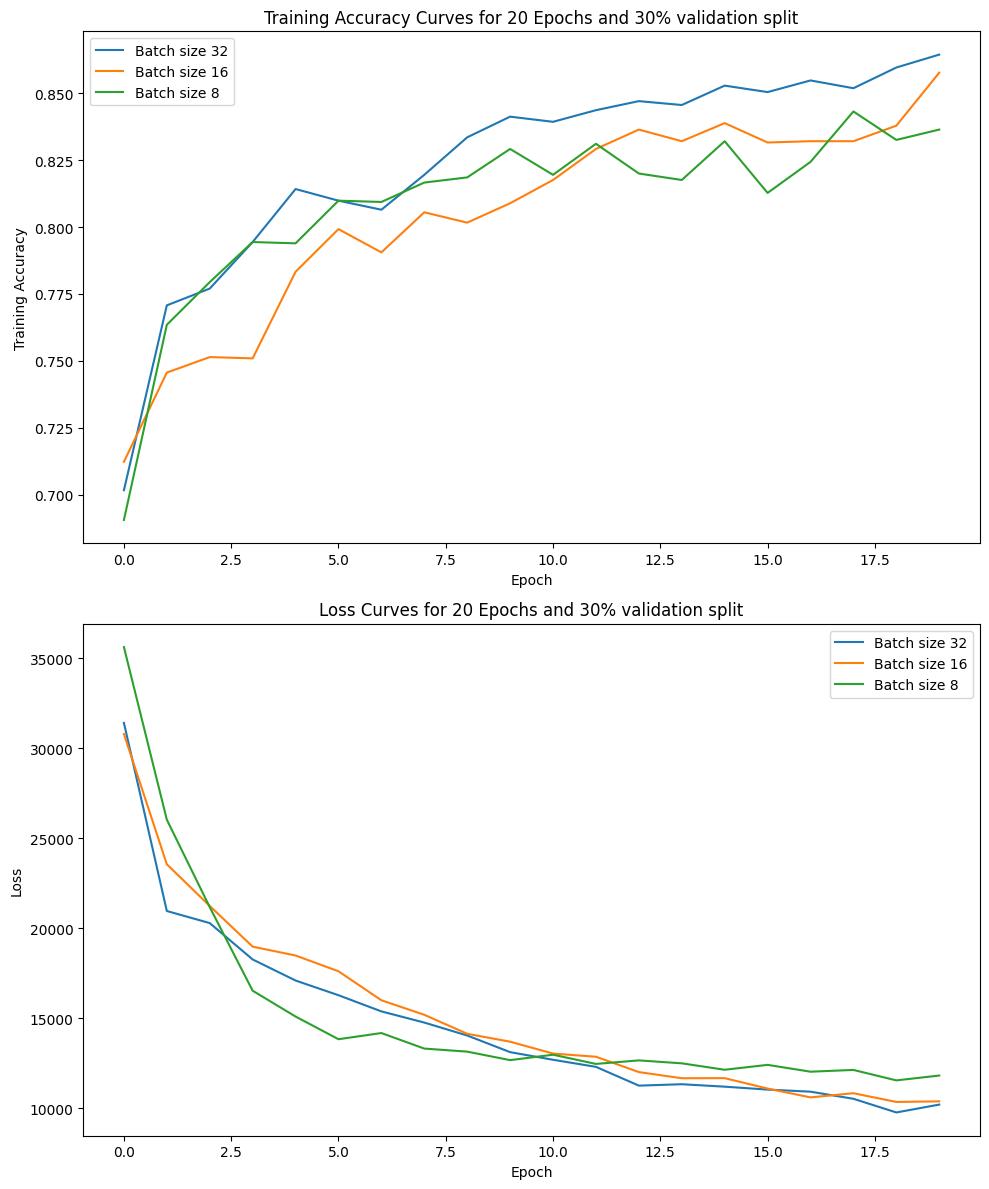 Training Accuracy Curves for 20 Epochs and 30% validation split
Batch size 32
Batch size 16
Batch size 8
Training Accuracy
0.850
0.825
0.800
0.775
0.750
0.725
0.700
0.0 2.5 5.0 7.5 10.0 12.5 15.0 17.5
Epoch
Loss Curves for 20 Epochs and 30% validation split
Batch size 32
Batch size 16
Batch size 8
Loss
35000
30000
25000
20000
15000
10000
0.0 2.5 5.0 7.5 10.0 12.5 15.0 17.5
Epoch